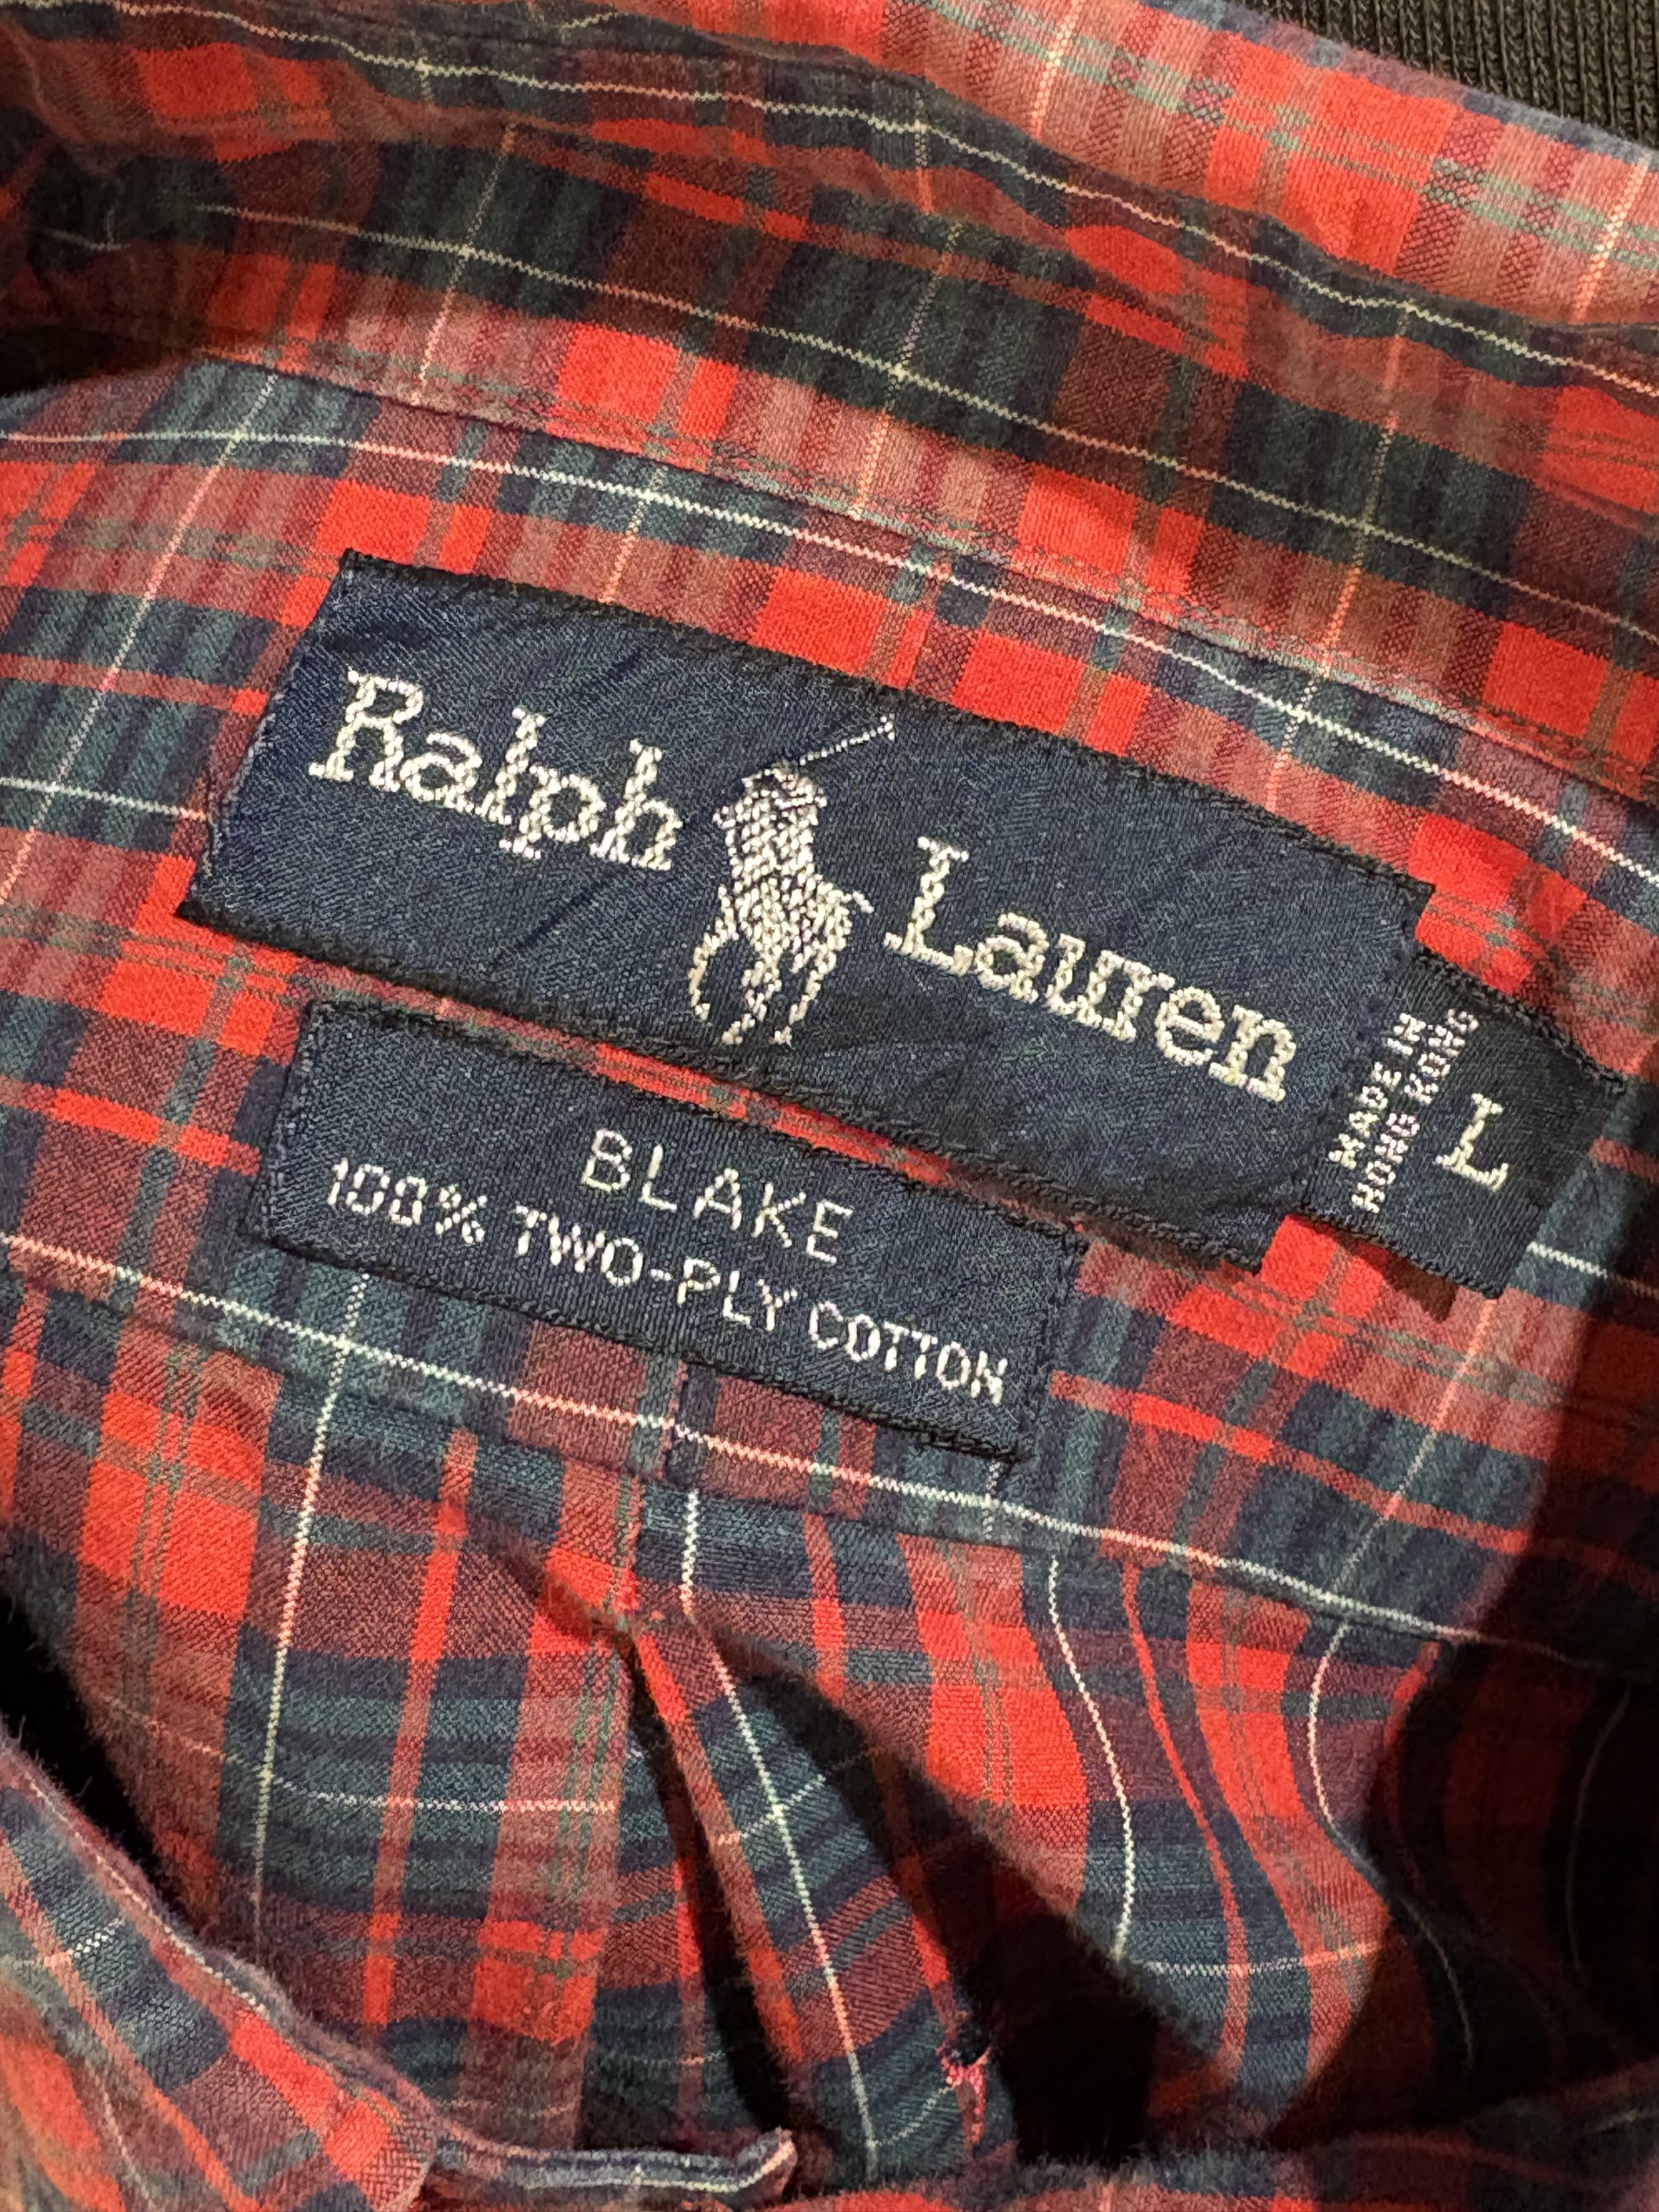 Ralph Lauren
MADE IN
HONG KONG
L
BLAKE
100% TWO-PLY COTTON